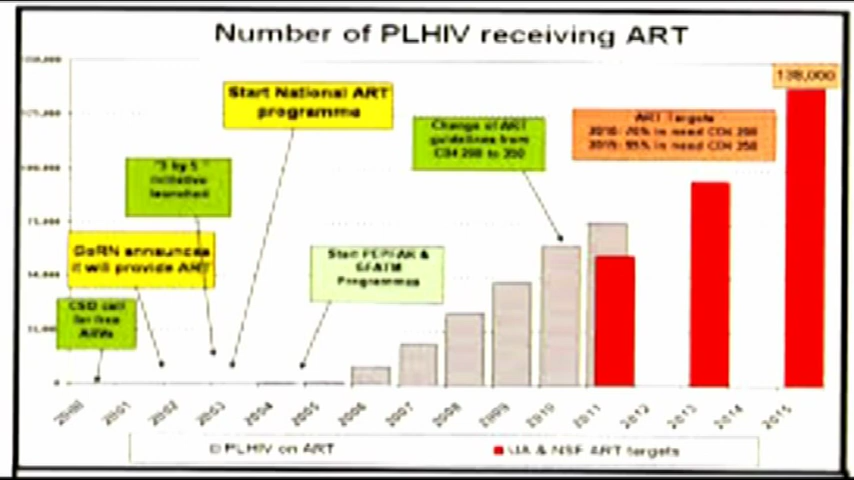 Number of PLHIV receiving ART
Start National ART
programme
138,000
Change of ART
guidelines from
CD4 200 to 350
ART Targets
2010: 70% in need CD4 200
2015: 95% in need CD4 350
"3 by 5"
initiative
launched
announces
it will provide ART
Start PEPFAR &
GFATM
Programmes
CSO call
for free
ARVs
0
2000 2001 2002 2003 2004 2005 2006 2007 2008 2009 2010 2011 2012 2013 2014 2015
PLHIV on ART
UA & NSF ART targets